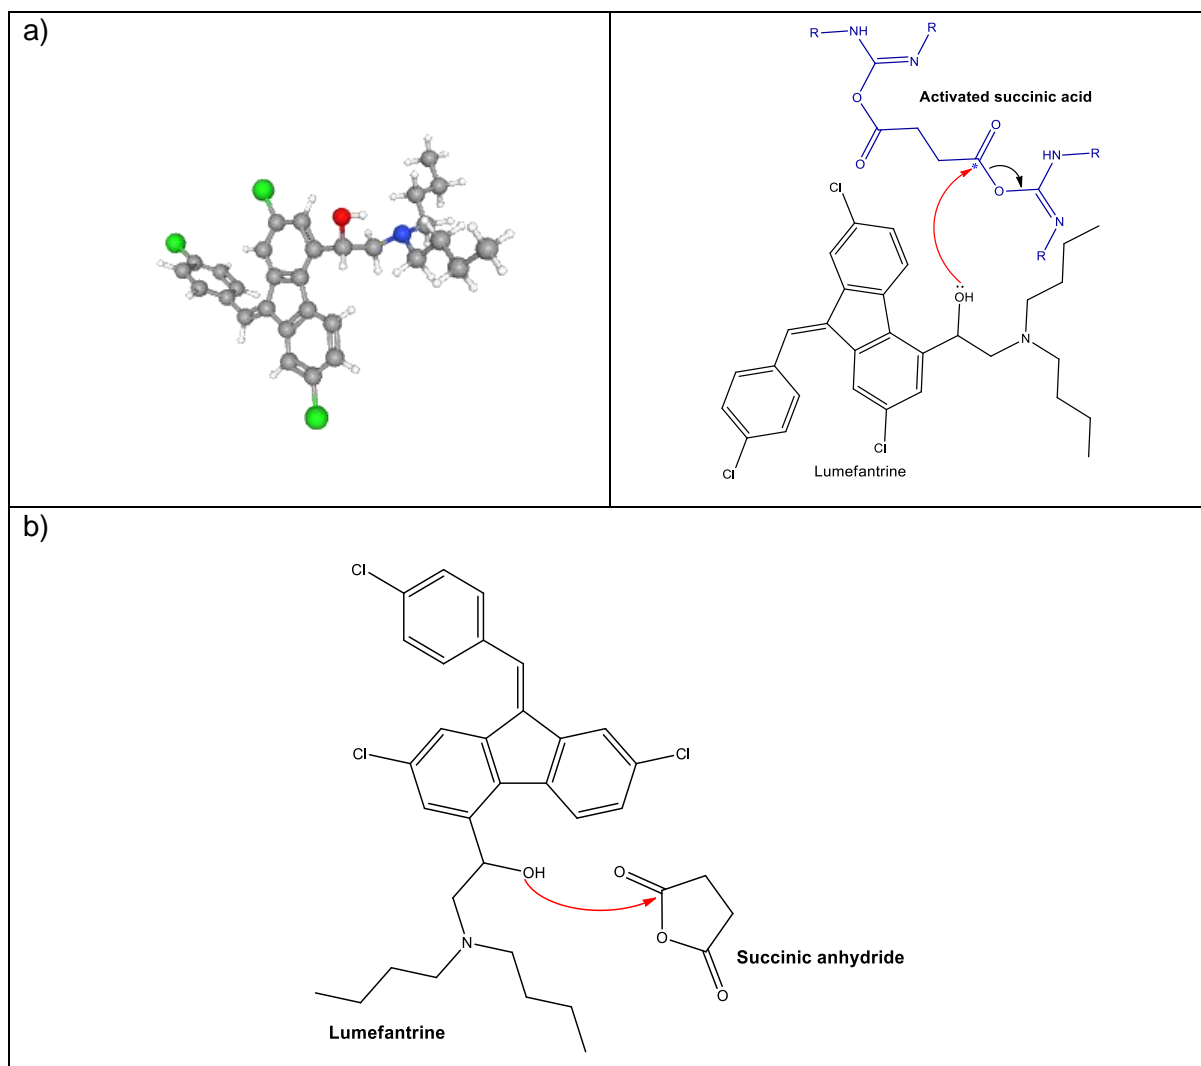 a)
R
NH
R
N
O
Activated succinic acid
O
O
*
HN
R
O
N
R
Cl
OH
N
Cl
Cl
Lumefantrine
b)
Cl
Cl
Cl
OH
O
N
O
Succinic anhydride
O
Lumefantrine